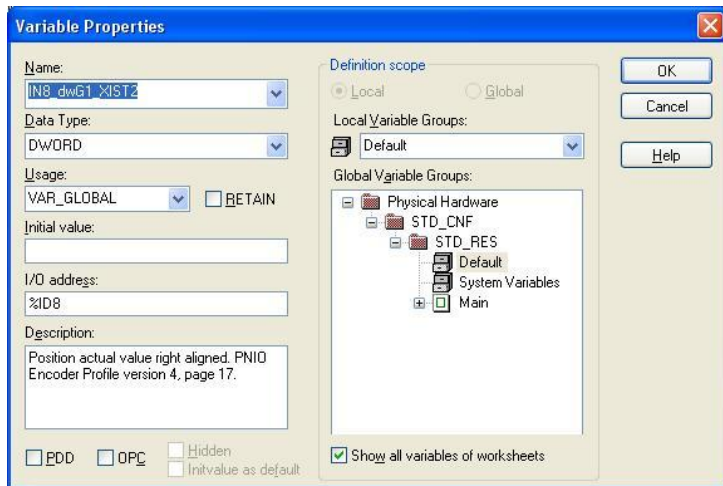 Variable Properties
Name:
IN8_dwG1_XIST2
Data Type:
DWORD
Usage:
VAR_GLOBAL
RETAIN
Initial value:
I/O address:
%ID8
Description:
Position actual value right aligned. PNIO
Encoder Profile version 4, page 17.
PDD
OPC
Hidden
Initvalue as default
Definition scope
Local
Global
Local Variable Groups:
Default
Global Variable Groups:
Physical Hardware
STD_CNF
STD_RES
Default
System Variables
Main
Show all variables of worksheets
OK
Cancel
Help